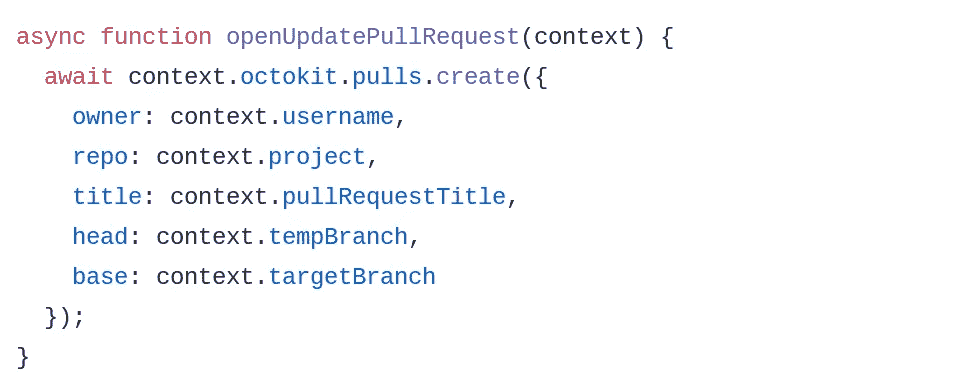 async function openUpdatePullRequest(context) {
  await context.octokit.pulls.create({
    owner: context.username,
    repo: context.project,
    title: context.pullRequestTitle,
    head: context.tempBranch,
    base: context.targetBranch
  });
}